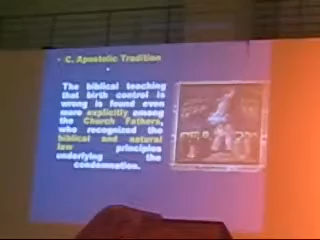 • C. Apostolic Tradition
The biblical teaching
that birth control is
wrong is found even
more explicitly among
the Church Fathers,
who recognized the
biblical and natural
law principles
underlying the
condemnation.